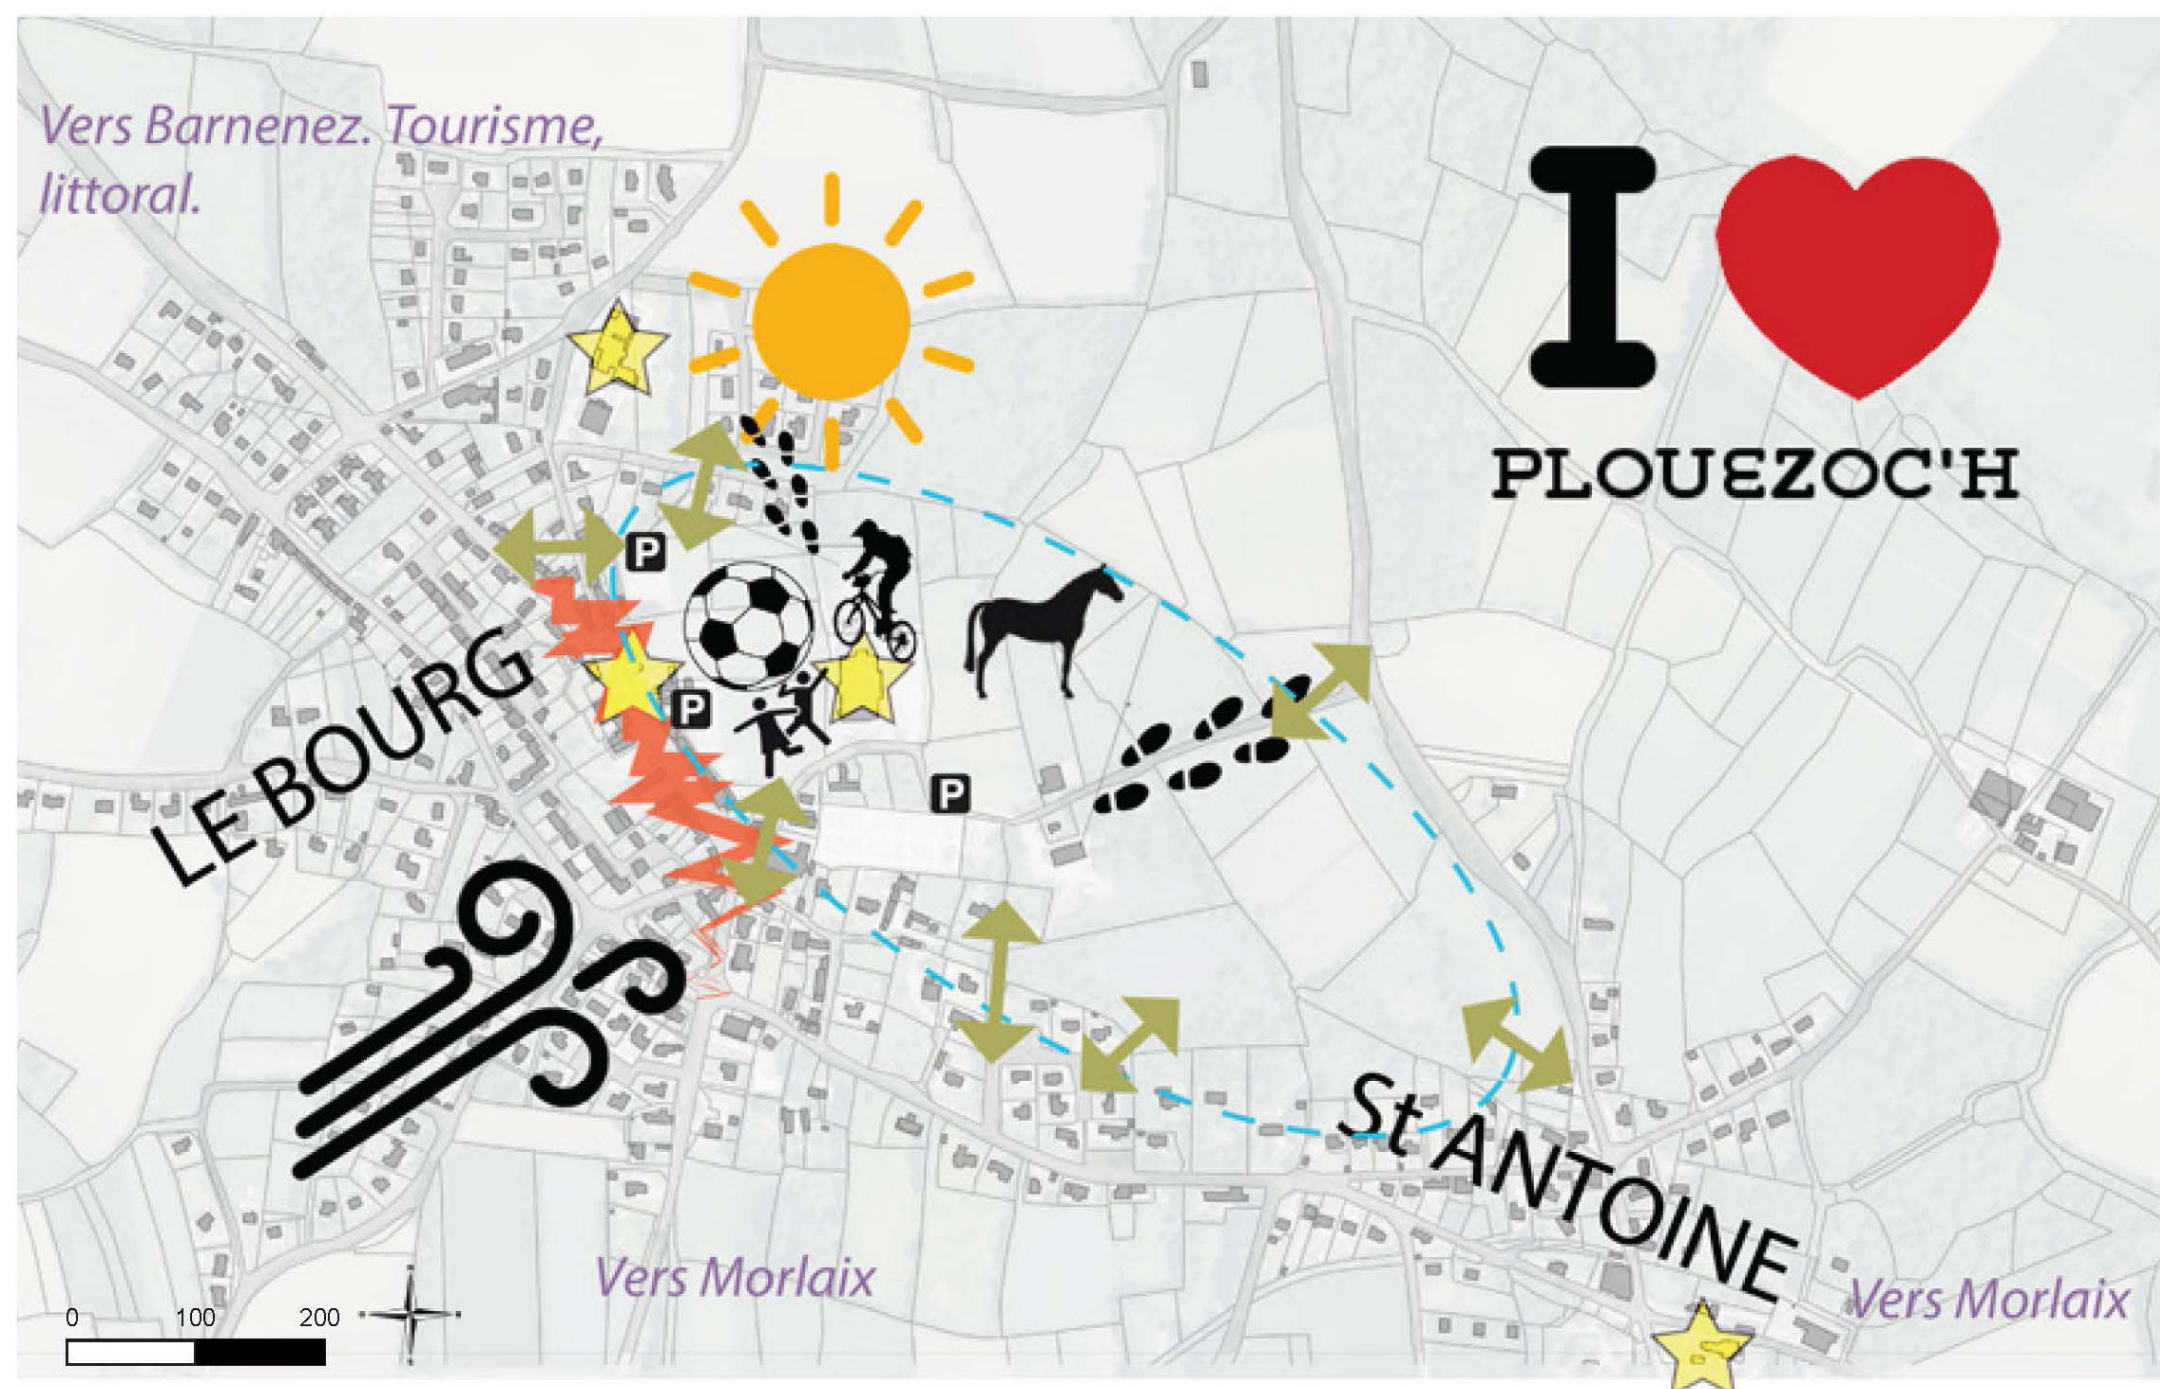 Vers Barnenez. Tourisme,
littoral.
I
PLOUEZOC'H
P
LE BOURG
P
P
St ANTOINE
Vers Morlaix
Vers Morlaix
0 100 200